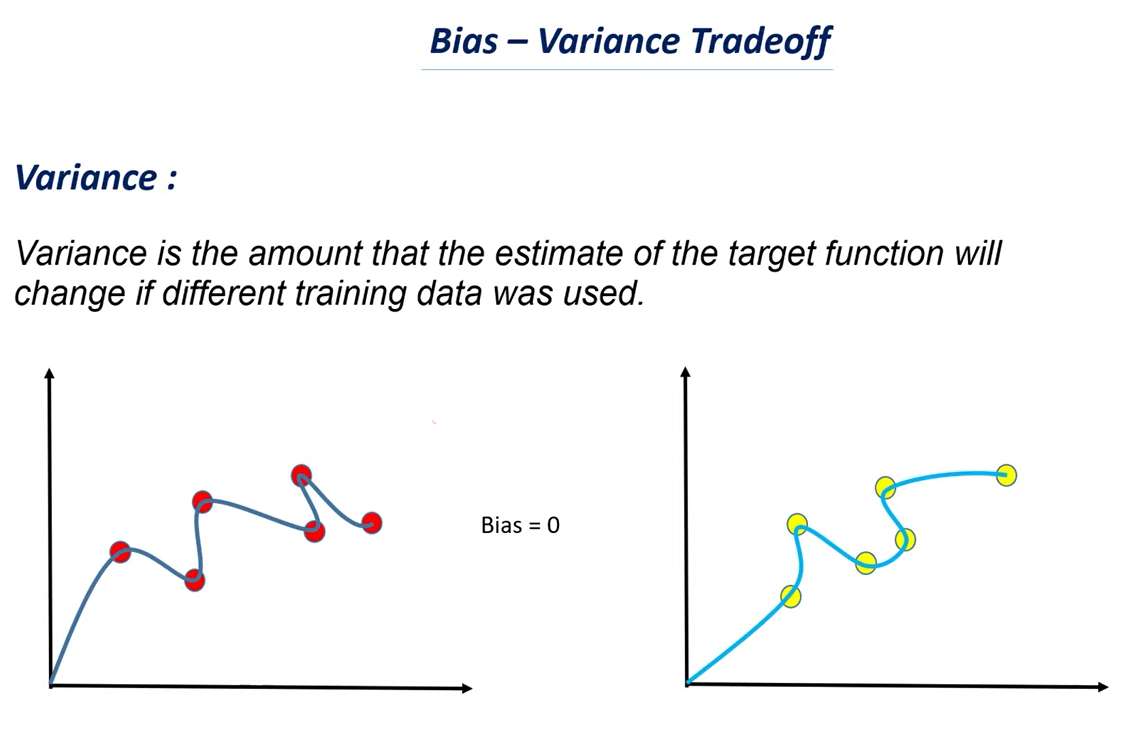 Bias – Variance Tradeoff
Variance :
Variance is the amount that the estimate of the target function will
change if different training data was used.
Bias = 0